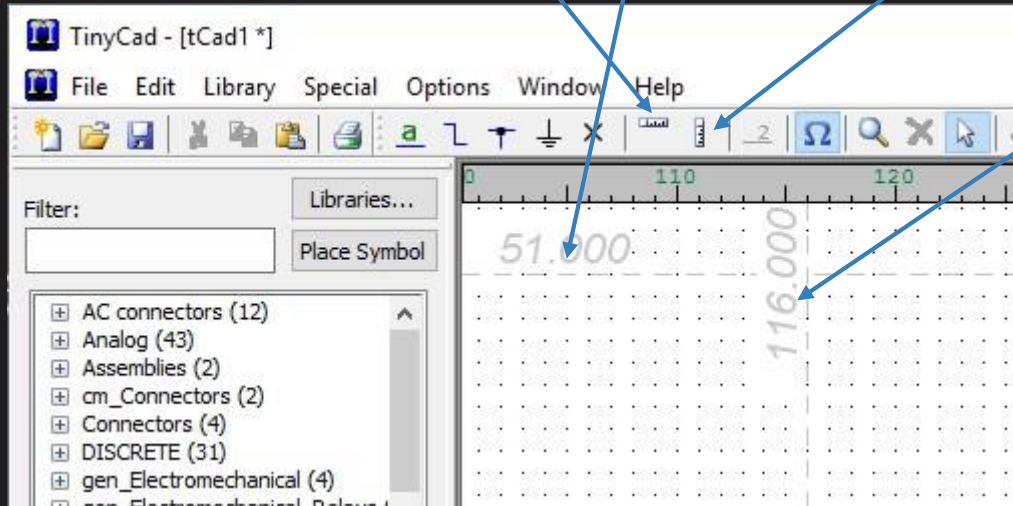 TinyCad - [tCad1 *]
File Edit Library Special Options Window Help
a 2 Ω
0 110 120
Filter:
Libraries...
Place Symbol
51.000
116.000
AC connectors (12)
Analog (43)
Assemblies (2)
cm_Connectors (2)
Connectors (4)
DISCRETE (31)
gen_Electromechanical (4)